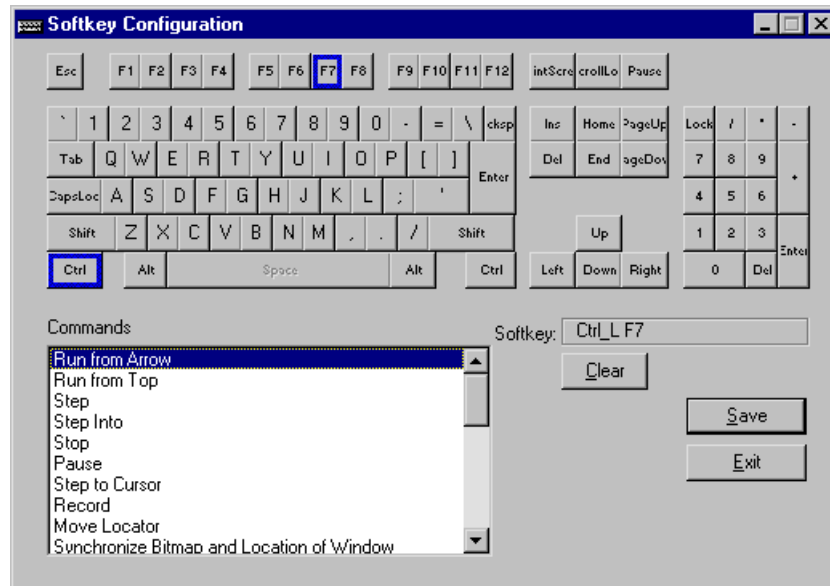 Softkey Configuration
Esc F1 F2 F3 F4 F5 F6 F7 F8 F9 F10 F11 F12 intScre crollLo Pause
` 1 2 3 4 5 6 7 8 9 0 - = \ cksp Ins Home PageUp Lock / * -
Tab Q W E R T Y U I O P [ ] Enter Del End ageDov 7 8 9 +
CapsLoc A S D F G H J K L ; ' 4 5 6
Shift Z X C V B N M , . / Shift Up 1 2 3 Enter
Ctrl Alt Space Alt Ctrl Left Down Right 0 Del
Commands
Softkey: Ctrl_L F7
Run from Arrow
Run from Top
Step
Step Into
Stop
Pause
Step to Cursor
Record
Move Locator
Synchronize Bitmap and Location of Window
Clear
Save
Exit